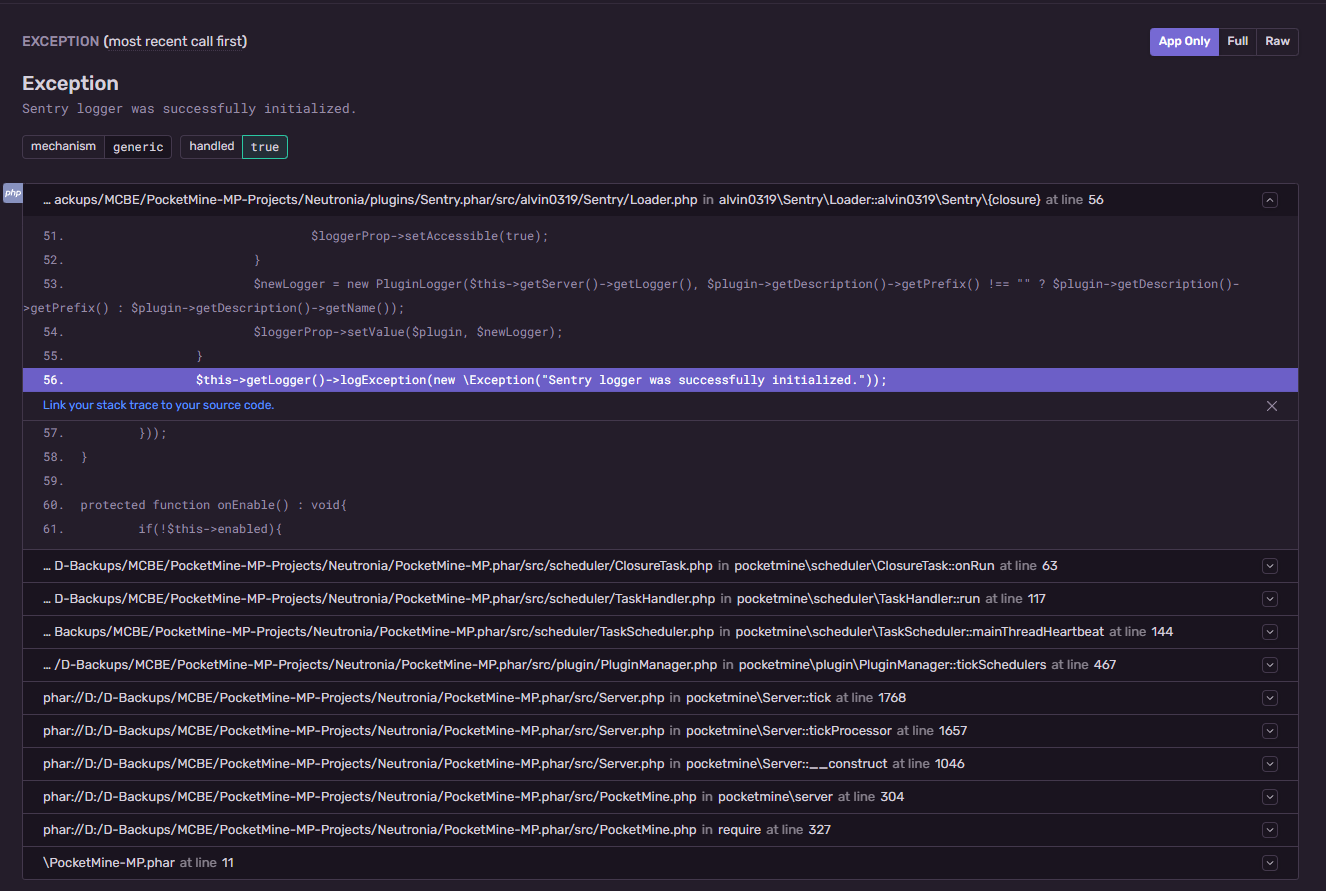 EXCEPTION (most recent call first)
App Only Full Raw
Exception
Sentry logger was successfully initialized.
mechanism generic handled true
php
... ackups/MCBE/PocketMine-MP-Projects/Neutronia/plugins/Sentry.phar/src/alvin0319/Sentry/Loader.php in alvin0319\Sentry\Loader::alvin0319\Sentry\{closure} at line 56
51. $loggerProp->setAccessible(true);
52. }
53. $newLogger = new PluginLogger($this->getServer()->getLogger(), $plugin->getDescription()->getPrefix() !== "" ? $plugin->getDescription()-
>getPrefix() : $plugin->getDescription()->getName());
54. $loggerProp->setValue($plugin, $newLogger);
55. }
56. $this->getLogger()->logException(new \Exception("Sentry logger was successfully initialized."));
Link your stack trace to your source code.
57. }));
58. }
59.
60. protected function onEnable() : void{
61. if(!$this->enabled){
... D-Backups/MCBE/PocketMine-MP-Projects/Neutronia/PocketMine-MP.phar/src/scheduler/ClosureTask.php in pocketmine\scheduler\ClosureTask::onRun at line 63
... D-Backups/MCBE/PocketMine-MP-Projects/Neutronia/PocketMine-MP.phar/src/scheduler/TaskHandler.php in pocketmine\scheduler\TaskHandler::run at line 117
... Backups/MCBE/PocketMine-MP-Projects/Neutronia/PocketMine-MP.phar/src/scheduler/TaskScheduler.php in pocketmine\scheduler\TaskScheduler::mainThreadHeartbeat at line 144
... /D-Backups/MCBE/PocketMine-MP-Projects/Neutronia/PocketMine-MP.phar/src/plugin/PluginManager.php in pocketmine\plugin\PluginManager::tickSchedulers at line 467
phar://D:/D-Backups/MCBE/PocketMine-MP-Projects/Neutronia/PocketMine-MP.phar/src/Server.php in pocketmine\Server::tick at line 1768
phar://D:/D-Backups/MCBE/PocketMine-MP-Projects/Neutronia/PocketMine-MP.phar/src/Server.php in pocketmine\Server::tickProcessor at line 1657
phar://D:/D-Backups/MCBE/PocketMine-MP-Projects/Neutronia/PocketMine-MP.phar/src/Server.php in pocketmine\Server::__construct at line 1046
phar://D:/D-Backups/MCBE/PocketMine-MP-Projects/Neutronia/PocketMine-MP.phar/src/PocketMine.php in pocketmine\server at line 304
phar://D:/D-Backups/MCBE/PocketMine-MP-Projects/Neutronia/PocketMine-MP.phar/src/PocketMine.php in require at line 327
\PocketMine-MP.phar at line 11